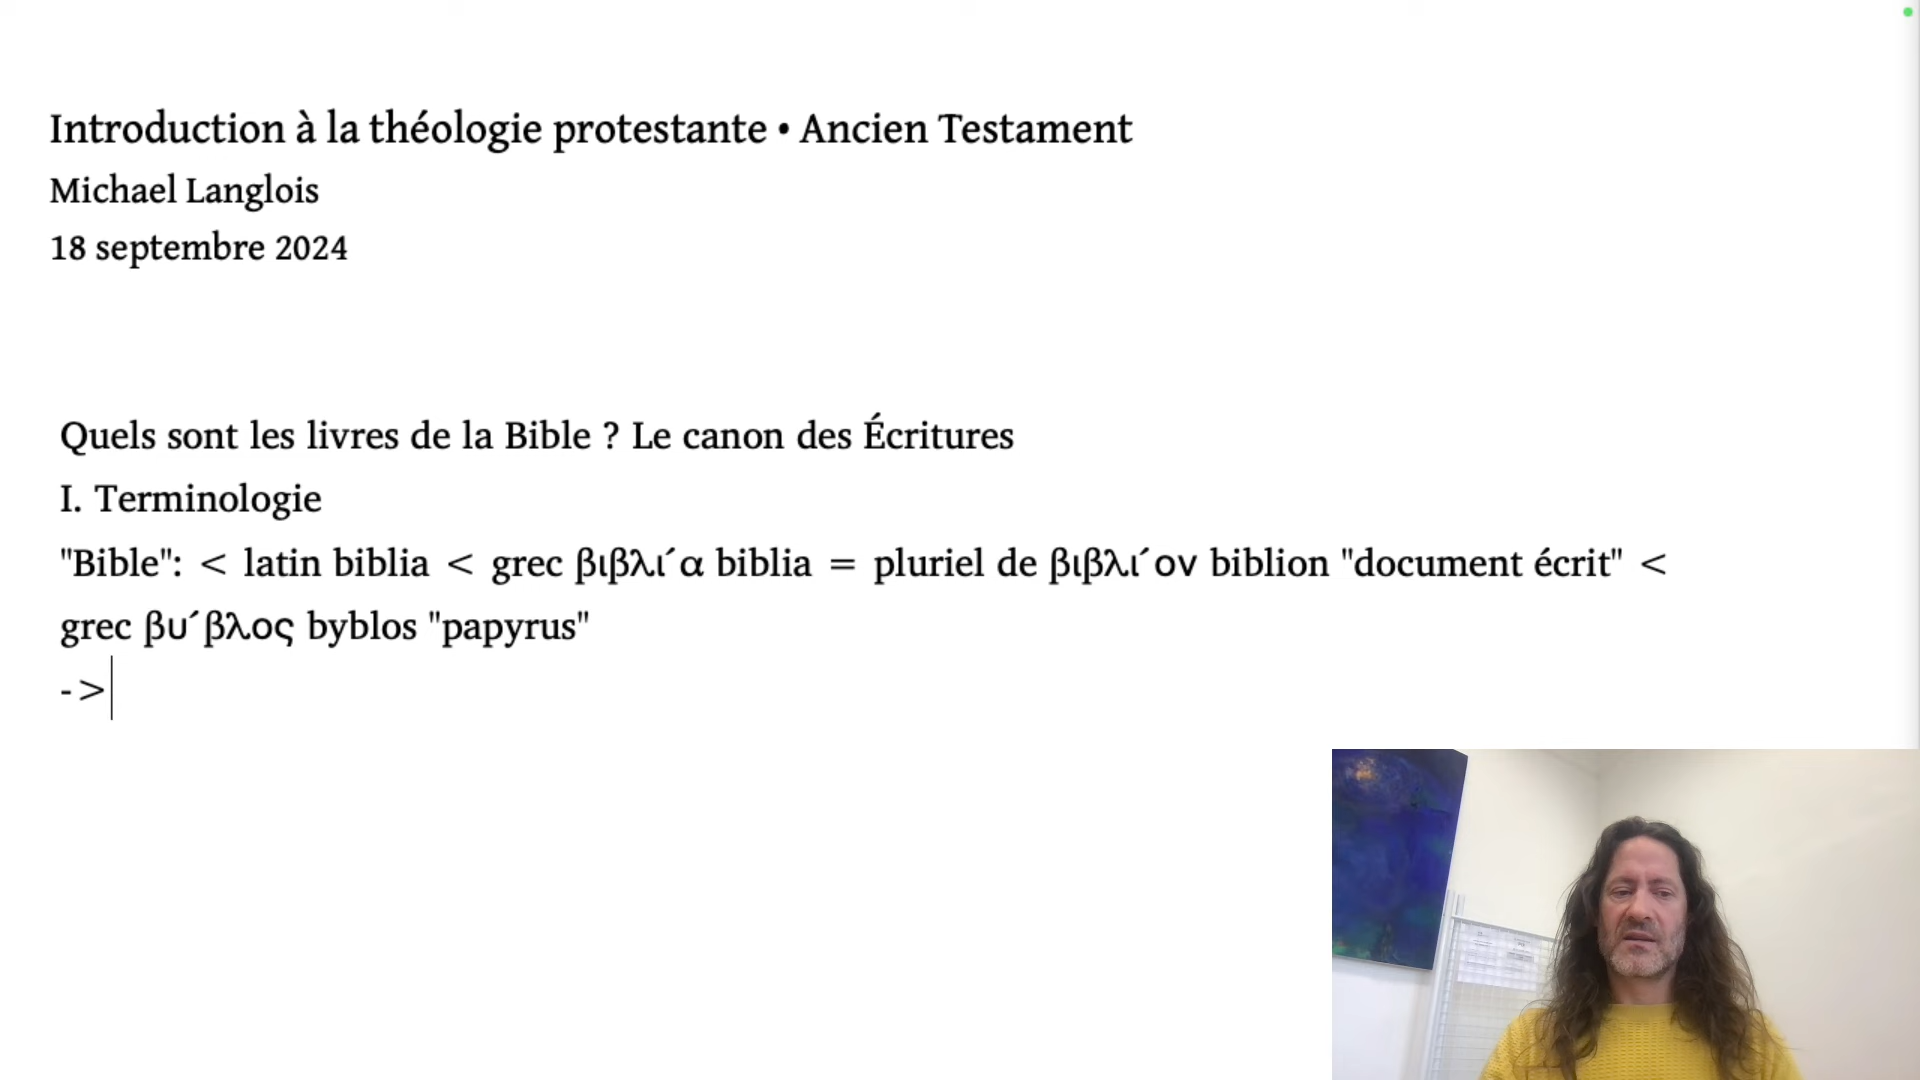 Introduction à la théologie protestante • Ancien Testament
Michael Langlois
18 septembre 2024
Quels sont les livres de la Bible ? Le canon des Écritures
I. Terminologie
"Bible": < latin biblia < grec βιβλι´α biblia = pluriel de βιβλι´ον biblion "document écrit" <
grec βυ´βλος byblos "papyrus"
->